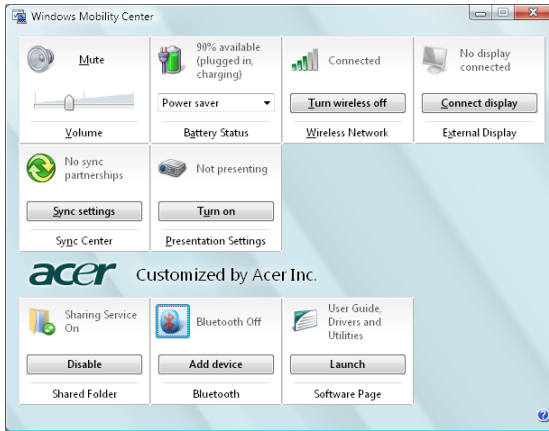 Windows Mobility Center
Mute
Volume
90% available
(plugged in,
charging)
Power saver
Battery Status
Connected
Turn wireless off
Wireless Network
No display
connected
Connect display
External Display
No sync
partnerships
Sync settings
Sync Center
Not presenting
Turn on
Presentation Settings
acer Customized by Acer Inc.
Sharing Service
On
Disable
Shared Folder
Bluetooth Off
Add device
Bluetooth
User Guide,
Drivers and
Utilities
Launch
Software Page